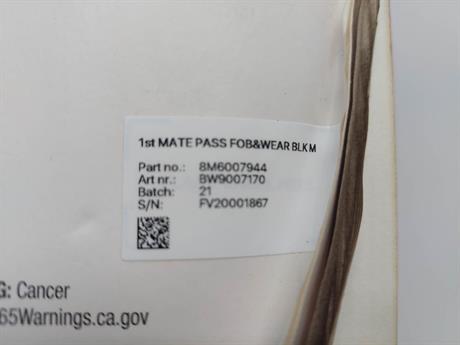 1st MATE PASS FOB&WEAR BLK M
Part no.: 8M6007944
Art nr.: BW9007170
Batch: 21
S/N: FV20001867
G: Cancer
65Warnings.ca.gov